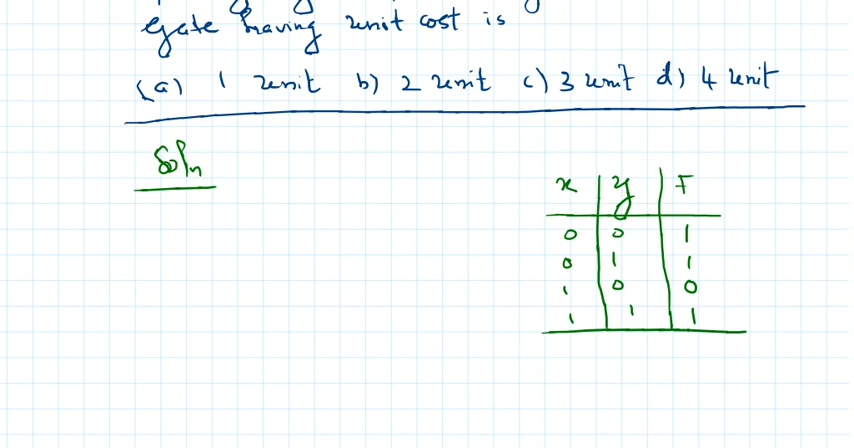 gate having unit cost is
(a) 1 unit b) 2 unit c) 3 unit d) 4 unit
Soln
x y F
0 0 1
0 1 1
1 0 0
1 1 1